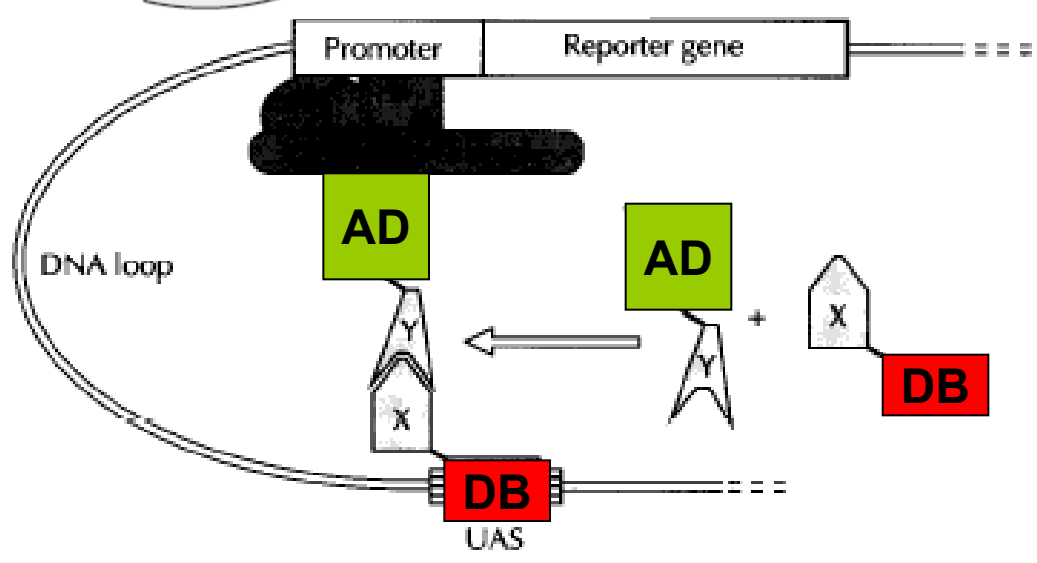 Promoter
Reporter gene
AD
DNA loop
Y
X
DB
UAS
AD
Y
+
X
DB